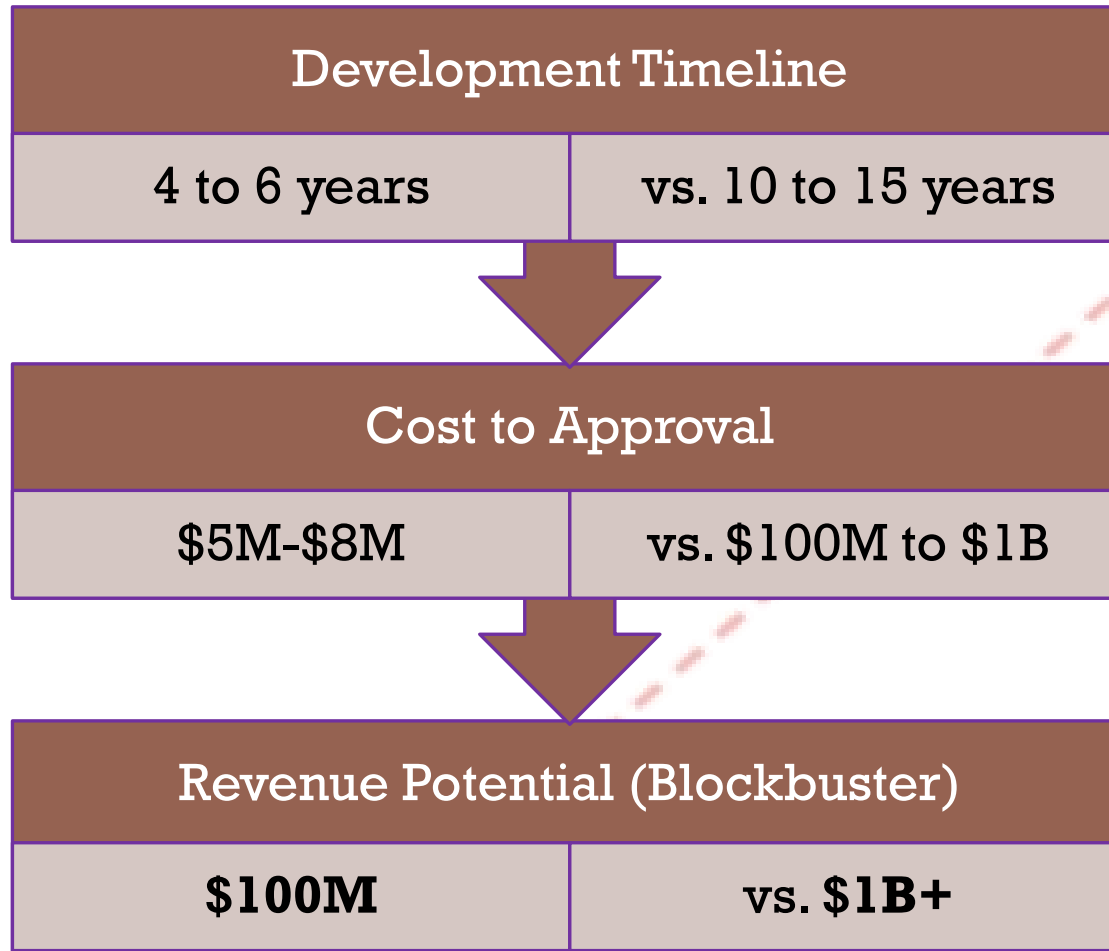 Development Timeline
4 to 6 years
vs. 10 to 15 years
Cost to Approval
$5M-$8M
vs. $100M to $1B
Revenue Potential (Blockbuster)
$100M
vs. $1B+